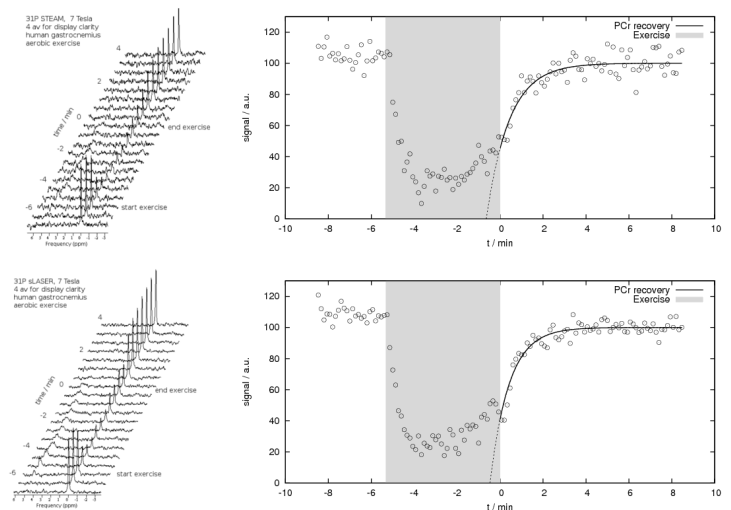 31P STEAM, 7 Tesla
4 av for display clarity
human gastrocnemius
aerobic exercise
4
2
0
-2
-4
-6
time / min
end exercise
start exercise
Frequency (ppm)
PCr recovery
Exercise
signal / a.u.
120
100
80
60
40
20
0
-10 -8 -6 -4 -2 0 2 4 6 8 10
t / min
31P sLASER, 7 Tesla
4 av for display clarity
human gastrocnemius
aerobic exercise
4
2
0
-2
-4
-6
time / min
end exercise
start exercise
Frequency (ppm)
PCr recovery
Exercise
signal / a.u.
120
100
80
60
40
20
0
-10 -8 -6 -4 -2 0 2 4 6 8 10
t / min